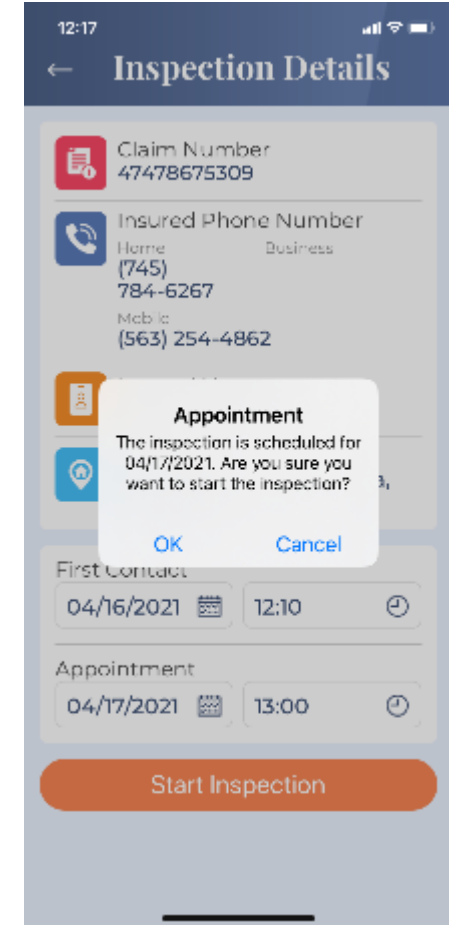 12:17
← Inspection Details
Claim Number
47478675309
Insured Phone Number
Home Business
(745)
784-6267
Mobile
(563) 254-4862
Appointment
The inspection is scheduled for
04/17/2021. Are you sure you
want to start the inspection?
OK Cancel
First Contact
04/16/2021 12:10
Appointment
04/17/2021 13:00
Start Inspection